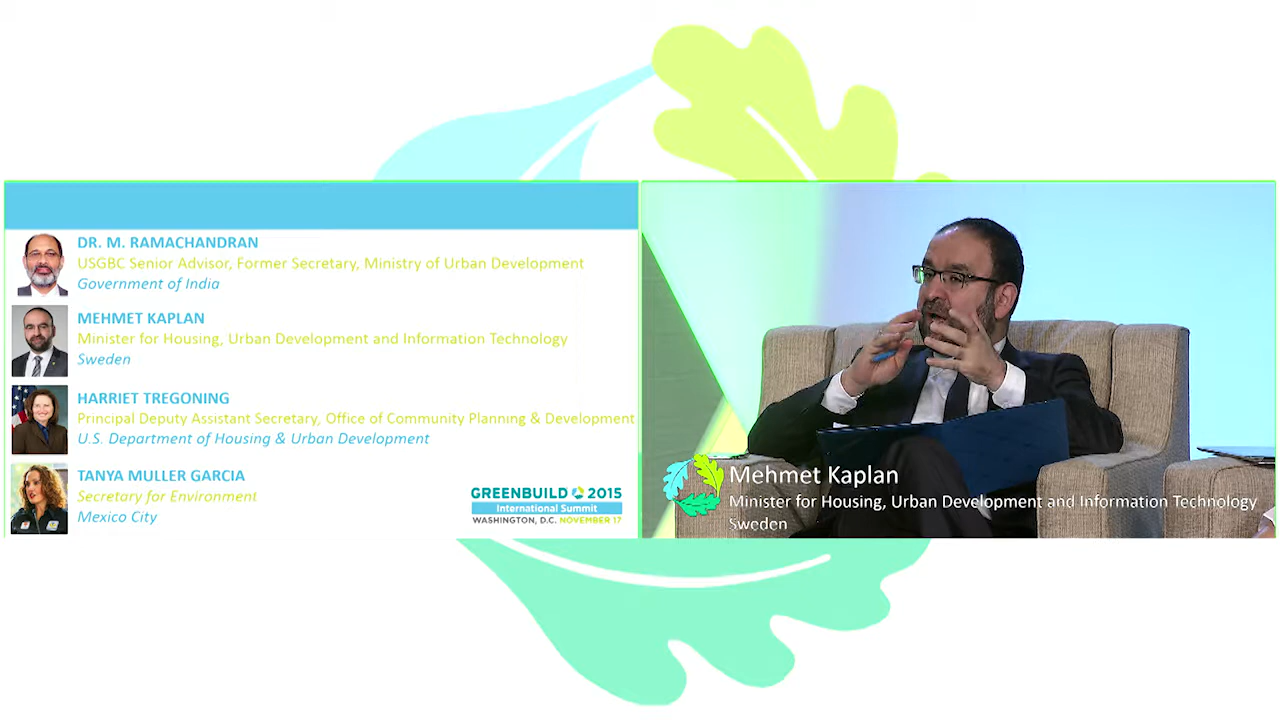 DR. M. RAMACHANDRAN
USGBC Senior Advisor, Former Secretary, Ministry of Urban Development
Government of India
MEHMET KAPLAN
Minister for Housing, Urban Development and Information Technology
Sweden
HARRIET TREGONING
Principal Deputy Assistant Secretary, Office of Community Planning & Development
U.S. Department of Housing & Urban Development
TANYA MULLER GARCIA
Secretary for Environment
Mexico City
GREENBUILD 2015
International Summit
WASHINGTON, D.C. NOVEMBER 17
Mehmet Kaplan
Minister for Housing, Urban Development and Information Technology
Sweden